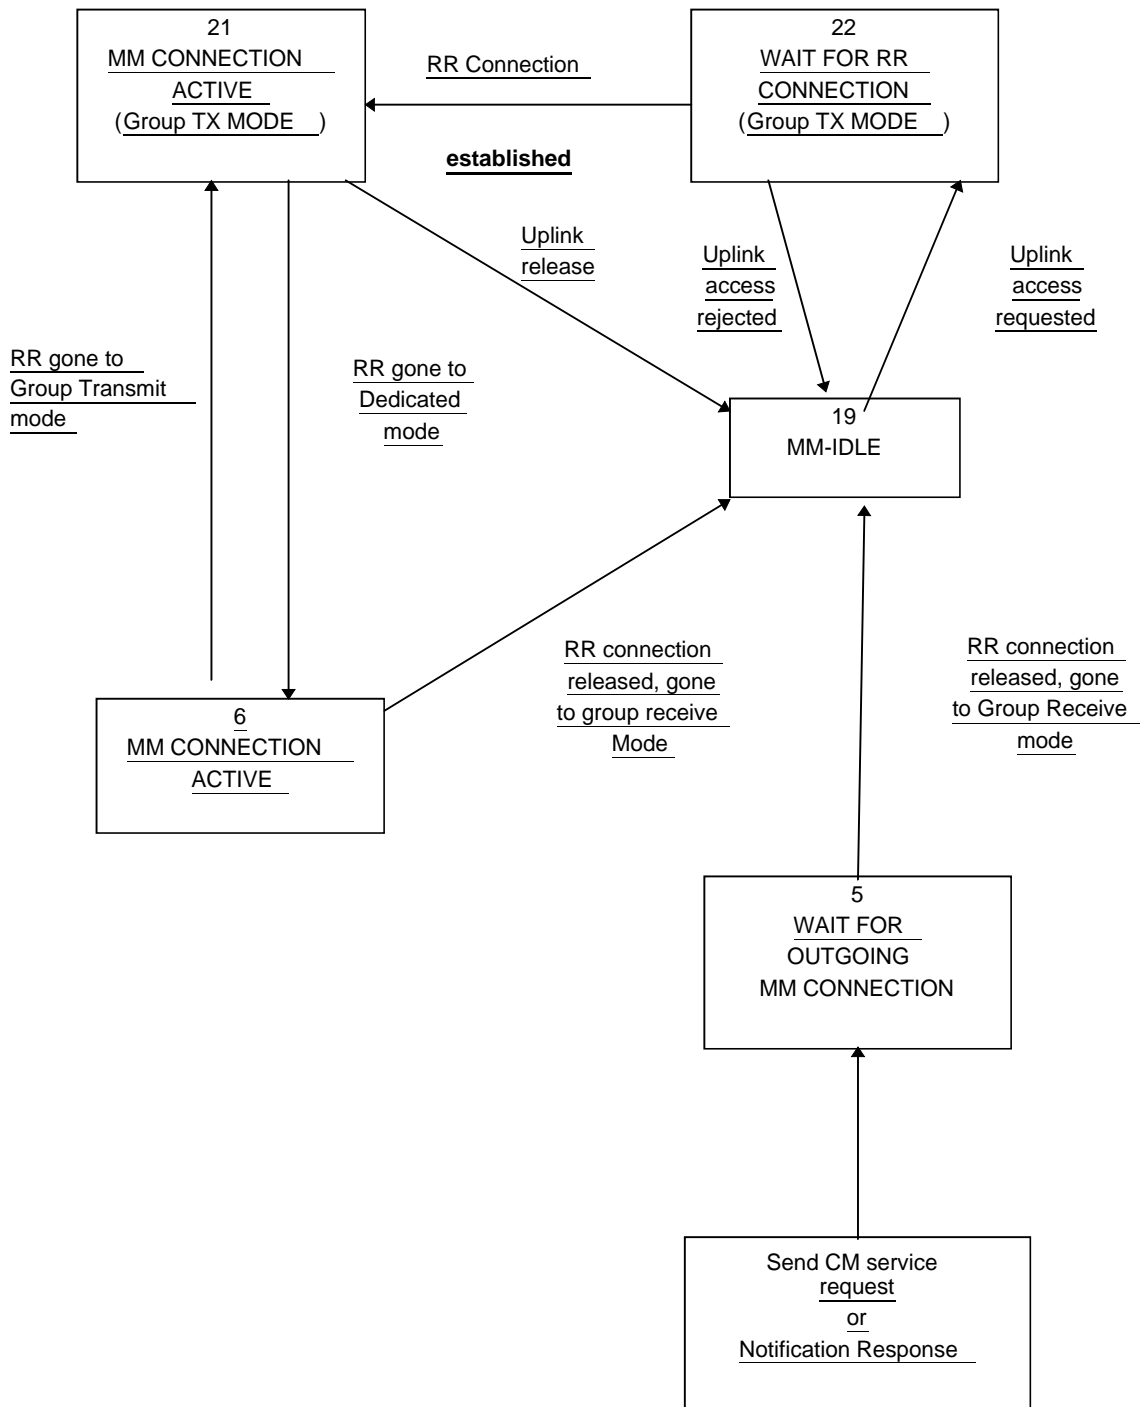 21
MM CONNECTION
ACTIVE
(Group TX MODE )
RR Connection
established
22
WAIT FOR RR
CONNECTION
(Group TX MODE )
Uplink
release
Uplink
access
rejected
Uplink
access
requested
RR gone to
Group Transmit
mode
RR gone to
Dedicated
mode
19
MM-IDLE
RR connection
released, gone
to group receive
Mode
RR connection
released, gone
to Group Receive
mode
6
MM CONNECTION
ACTIVE
5
WAIT FOR
OUTGOING
MM CONNECTION
Send CM service
request
or
Notification Response